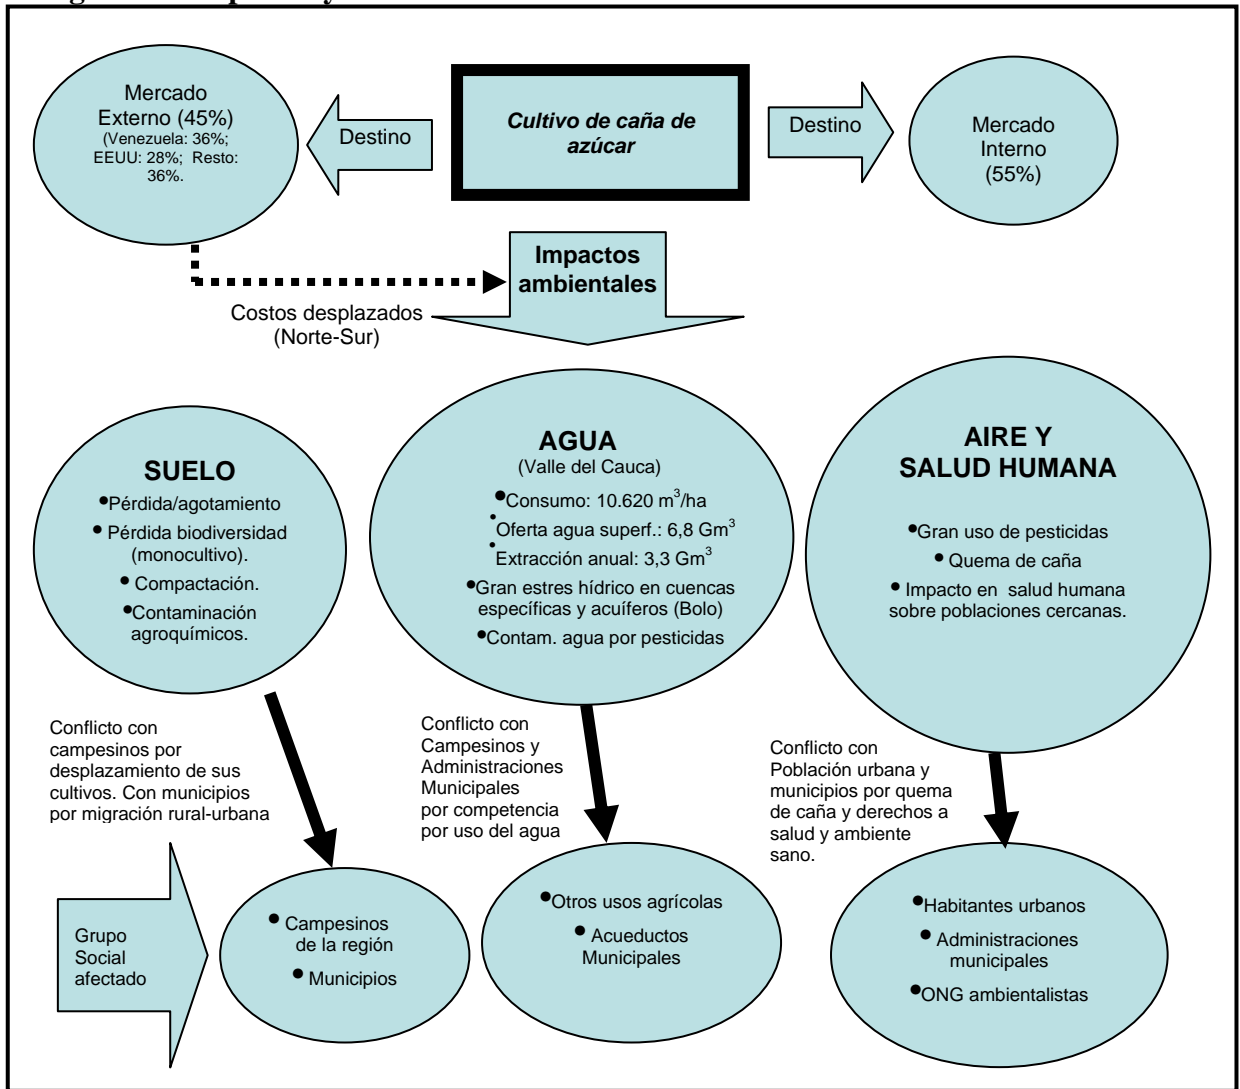 Mercado
Externo (45%)
(Venezuela: 36%;
EEUU: 28%; Resto:
36%.
Destino
Cultivo de caña de
azúcar
Destino
Mercado
Interno
(55%)
Impactos
ambientales
Costos desplazados
(Norte-Sur)
SUELO
•Pérdida/agotamiento
• Pérdida biodiversidad
(monocultivo).
• Compactación.
•Contaminación
agroquímicos.
AGUA
(Valle del Cauca)
•Consumo: 10.620 m³/ha
•Oferta agua superf.: 6,8 Gm³
•Extracción anual: 3,3 Gm³
•Gran estres hídrico en cuencas
específicas y acuíferos (Bolo)
•Contam. agua por pesticidas
AIRE Y
SALUD HUMANA
•Gran uso de pesticidas
• Quema de caña
• Impacto en salud humana
sobre poblaciones cercanas.
Conflicto con
campesinos por
desplazamiento de sus
cultivos. Con municipios
por migración rural-urbana
Conflicto con
Campesinos y
Administraciones
Municipales
por competencia
por uso del agua
Conflicto con
Población urbana y
municipios por quema
de caña y derechos a
salud y ambiente
sano.
Grupo
Social
afectado
• Campesinos
de la región
• Municipios
•Otros usos agrícolas
• Acueductos
Municipales
•Habitantes urbanos
• Administraciones
municipales
•ONG ambientalistas